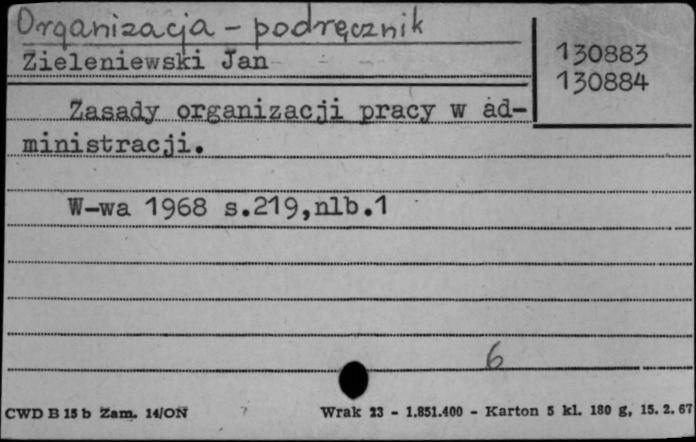 Organizacja - podręcznik
Zieleniewski Jan
130883
130884
Zasady organizacji pracy w ad-
ministracji.
W-wa 1968 s.219,nlb.1
6
CWD B 15 b Zam. 14/ON
Wrak 23 - 1.851.400 - Karton 5 kl. 180 g, 15. 2. 67